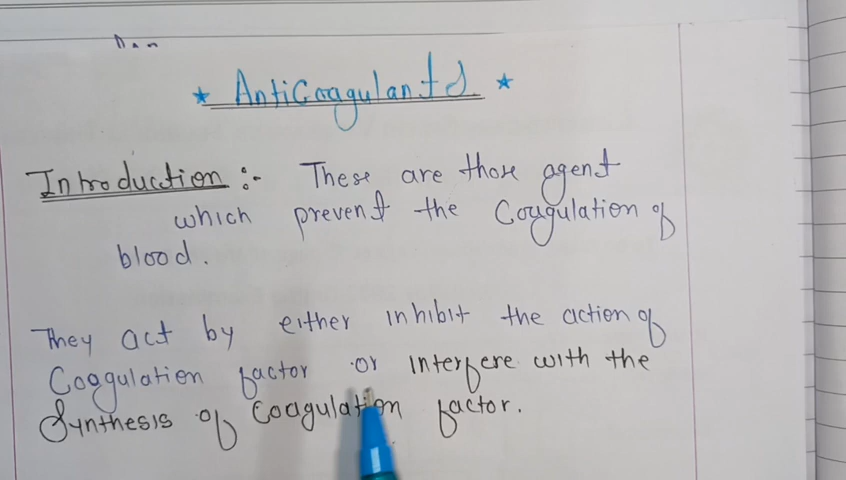 * AntiCoagulants *
Introduction :- These are those agent
which prevent the Coagulation of
blood.
They act by either inhibit the action of
Coagulation factor or interfere with the
Synthesis of Coagulation factor.